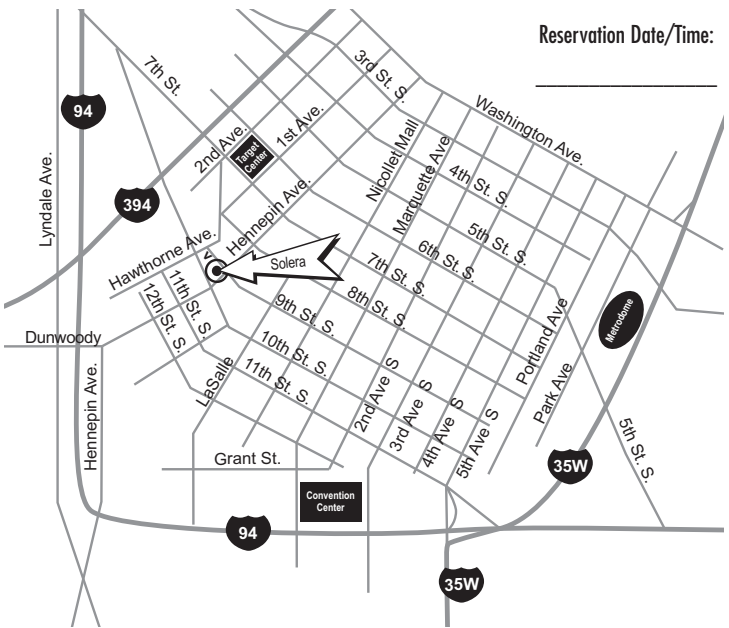 Reservation Date/Time:
7th St.
3rd St. S.
Washington Ave.
94
2nd Ave.
Target
Center
1st Ave.
Nicollet Mall
Marquette Ave
4th St. S.
Lyndale Ave.
394
Hennepin Ave.
5th St. S.
6th St. S.
Hawthorne Ave.
Solera
7th St. S.
11th St. S.
12th St. S.
8th St. S.
9th St. S.
Portland Ave
Metrodome
Dunwoody
10th St. S.
11th St. S.
LaSalle
Park Ave
Hennepin Ave.
2nd Ave S
3rd Ave S
4th Ave S
5th Ave S
5th St. S.
Grant St.
35W
Convention
Center
94
35W